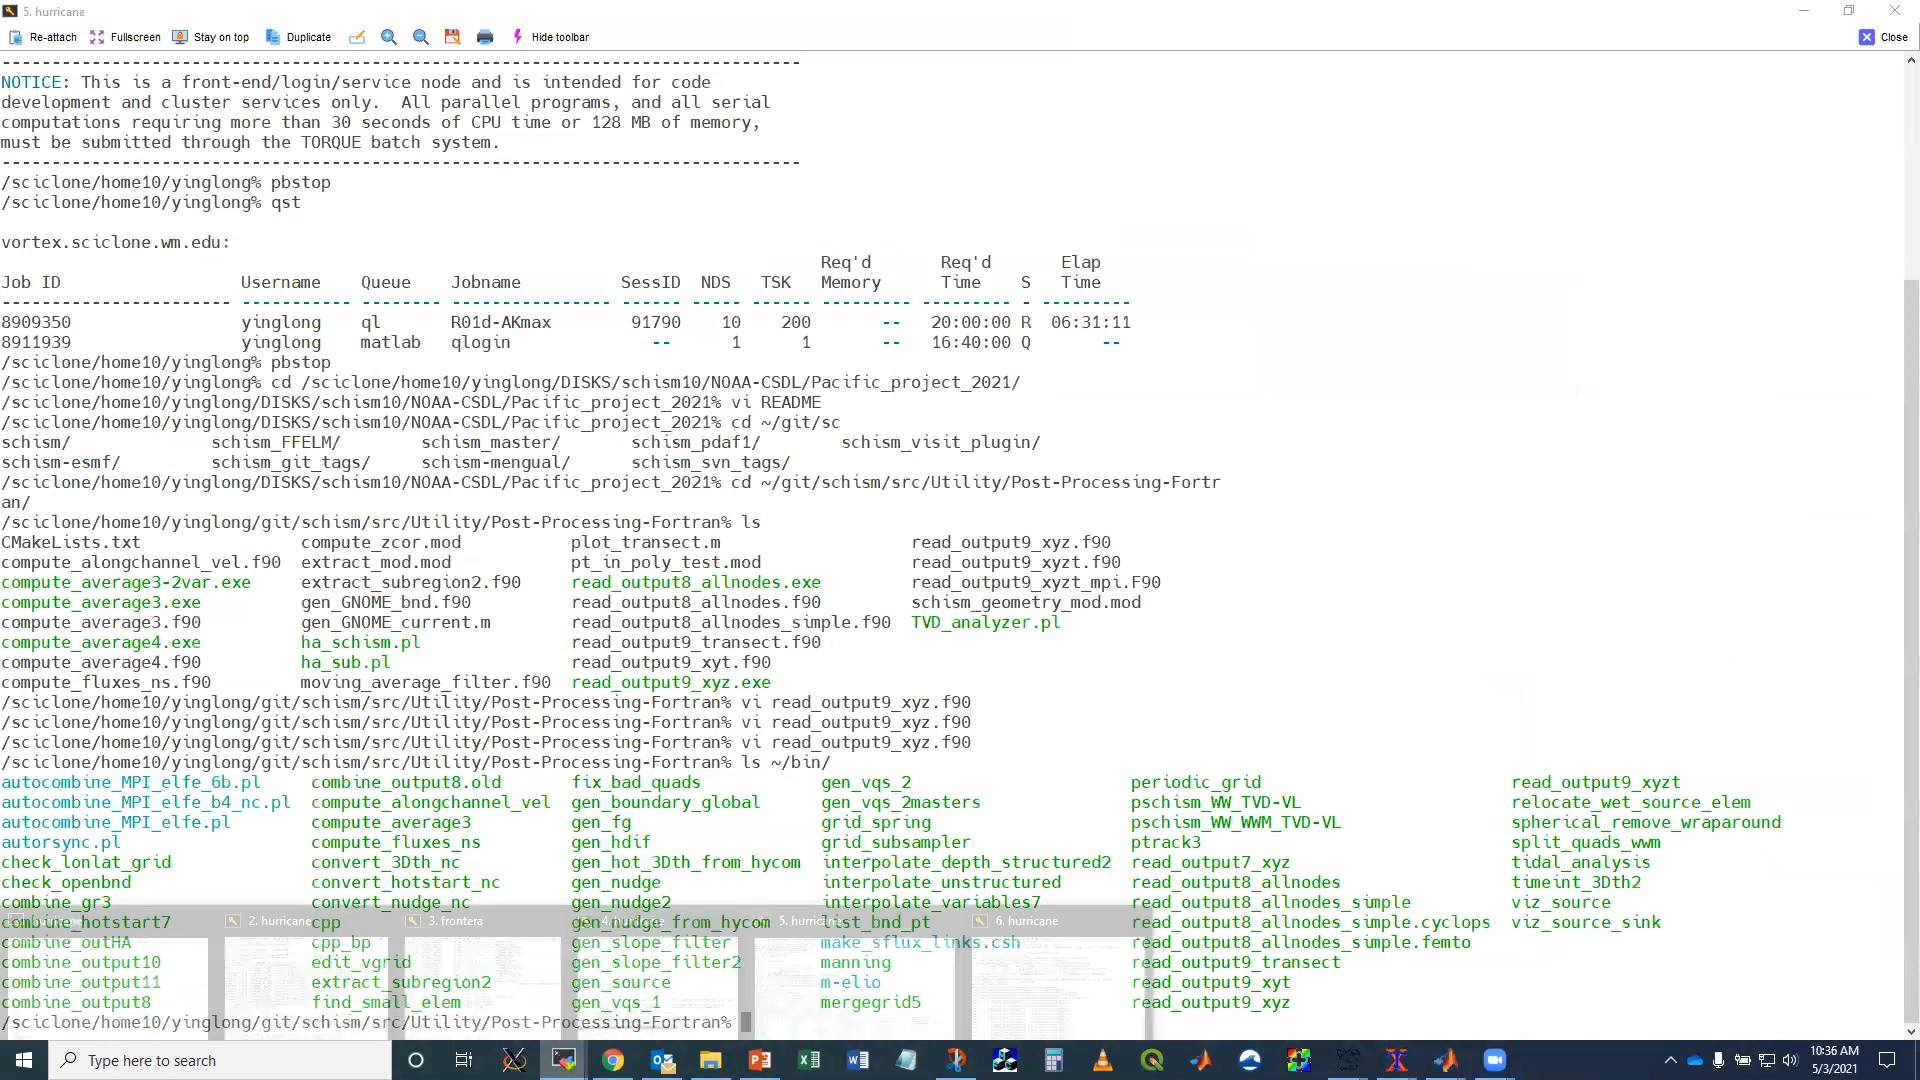 5. hurricane
Re-attach Fullscreen Stay on top Duplicate Hide toolbar Close
--------------------------------------------------------------------------------
NOTICE: This is a front-end/login/service node and is intended for code
development and cluster services only.  All parallel programs, and all serial
computations requiring more than 30 seconds of CPU time or 128 MB of memory,
must be submitted through the TORQUE batch system.
--------------------------------------------------------------------------------
/sciclone/home10/yinglong% pbstop
/sciclone/home10/yinglong% qst
vortex.sciclone.wm.edu:
Req'd Req'd Elap
Job ID Username Queue Jobname SessID NDS TSK Memory Time S Time
----------------------- ----------- -------- ---------------- ------ ----- ------ --------- --------- - ---------
8909350 yinglong ql R01d-AKmax 91790 10 200 -- 20:00:00 R 06:31:11
8911939 yinglong matlab qlogin -- 1 1 -- 16:40:00 Q --
/sciclone/home10/yinglong% pbstop
/sciclone/home10/yinglong% cd /sciclone/home10/yinglong/DISKS/schism10/NOAA-CSDL/Pacific_project_2021/
/sciclone/home10/yinglong/DISKS/schism10/NOAA-CSDL/Pacific_project_2021% vi README
/sciclone/home10/yinglong/DISKS/schism10/NOAA-CSDL/Pacific_project_2021% cd ~/git/sc
schism/ schism_FFELM/ schism_master/ schism_pdaf1/ schism_visit_plugin/
schism-esmf/ schism_git_tags/ schism-mengual/ schism_svn_tags/
/sciclone/home10/yinglong/DISKS/schism10/NOAA-CSDL/Pacific_project_2021% cd ~/git/schism/src/Utility/Post-Processing-Fortr
an/
/sciclone/home10/yinglong/git/schism/src/Utility/Post-Processing-Fortran% ls
CMakeLists.txt compute_zcor.mod plot_transect.m read_output9_xyz.f90
compute_alongchannel_vel.f90 extract_mod.mod pt_in_poly_test.mod read_output9_xyzt.f90
compute_average3-2var.exe extract_subregion2.f90 read_output8_allnodes.exe read_output9_xyzt_mpi.F90
compute_average3.exe gen_GNOME_bnd.f90 read_output8_allnodes.f90 schism_geometry_mod.mod
compute_average3.f90 gen_GNOME_current.m read_output8_allnodes_simple.f90 TVD_analyzer.pl
compute_average4.exe ha_schism.pl read_output9_transect.f90
compute_average4.f90 ha_sub.pl read_output9_xyt.f90
compute_fluxes_ns.f90 moving_average_filter.f90 read_output9_xyz.exe
/sciclone/home10/yinglong/git/schism/src/Utility/Post-Processing-Fortran% vi read_output9_xyz.f90
/sciclone/home10/yinglong/git/schism/src/Utility/Post-Processing-Fortran% vi read_output9_xyz.f90
/sciclone/home10/yinglong/git/schism/src/Utility/Post-Processing-Fortran% vi read_output9_xyz.f90
/sciclone/home10/yinglong/git/schism/src/Utility/Post-Processing-Fortran% ls ~/bin/
autocombine_MPI_elfe_6b.pl combine_output8.old fix_bad_quads gen_vqs_2 periodic_grid read_output9_xyzt
autocombine_MPI_elfe_b4_nc.pl compute_alongchannel_vel gen_boundary_global gen_vqs_2masters pschism_WW_TVD-VL relocate_wet_source_elem
autocombine_MPI_elfe.pl compute_average3 gen_fg grid_spring pschism_WW_WWM_TVD-VL spherical_remove_wraparound
autorsync.pl compute_fluxes_ns gen_hdif grid_subsampler ptrack3 split_quads_wwm
check_lonlat_grid convert_3Dth_nc gen_hot_3Dth_from_hycom interpolate_depth_structured2 read_output7_xyz tidal_analysis
check_openbnd convert_hotstart_nc gen_nudge interpolate_unstructured read_output8_allnodes timeint_3Dth2
combine_gr3 convert_nudge_nc gen_nudge2 interpolate_variables7 read_output8_allnodes_simple viz_source
combine_hotstart7 cpp gen_nudge_from_hycom list_bnd_pt read_output8_allnodes_simple.cyclops viz_source_sink
2. hurricane 3. frontera 5. hurric 6. hurricane
combine_outHA cpp_bp gen_slope_filter make_sflux_links.csh read_output8_allnodes_simple.femto
combine_output10 edit_vgrid gen_slope_filter2 manning read_output9_transect
combine_output11 extract_subregion2 gen_source m-elio read_output9_xyt
combine_output8 find_small_elem gen_vqs_1 mergegrid5 read_output9_xyz
/sciclone/home10/yinglong/git/schism/src/Utility/Post-Processing-Fortran%
Type here to search
10:36 AM
5/3/2021